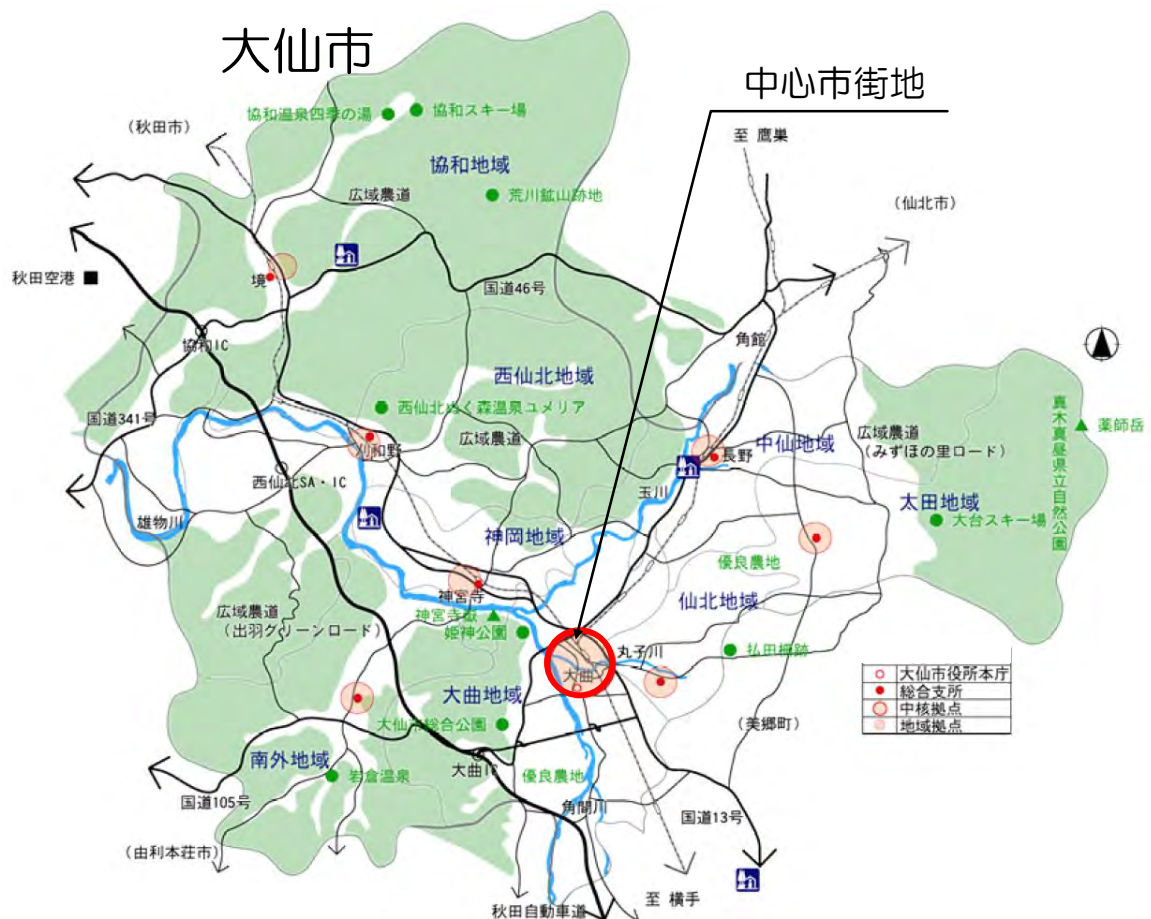 大仙市
中心市街地
至 鷹巣
(秋田市)
協和温泉四季の湯
協和スキー場
協和地域
広域農道
荒川鉱山跡地
(仙北市)
秋田空港
境
国道46号
協和IC
角館
西仙北地域
国道341号
西仙北ぬく森温泉ユメリア
刈和野
広域農道
長野
中仙地域
広域農道
(みずほの里ロード)
真木真昼県立自然公園
薬師岳
西仙北SA・IC
玉川
太田地域
大台スキー場
雄物川
神岡地域
優良農地
神宮寺
仙北地域
広域農道
(出羽グリーンロード)
神宮寺嶽
姫神公園
丸子川
払田柵跡
大曲
大曲地域
大仙市総合公園
(美郷町)
大仙市役所本庁
総合支所
中核拠点
地域拠点
南外地域
岩倉温泉
大曲IC
優良農地
国道105号
角間川
国道13号
(由利本荘市)
秋田自動車道
至 横手